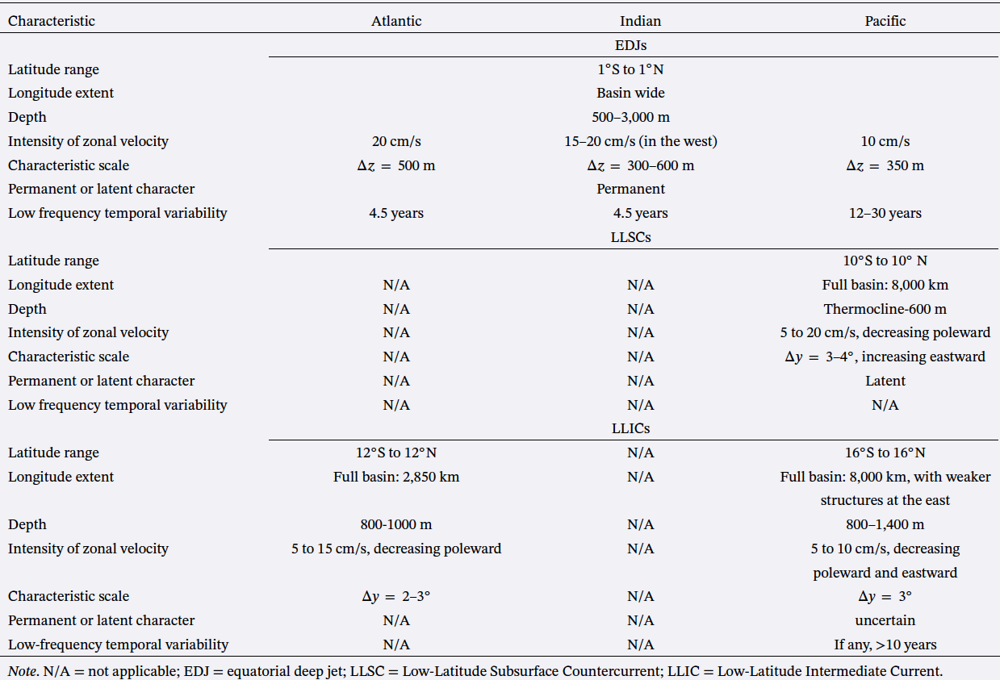 Characteristic Atlantic Indian Pacific
EDJs
Latitude range 1°S to 1°N
Longitude extent Basin wide
Depth 500–3,000 m
Intensity of zonal velocity 20 cm/s 15–20 cm/s (in the west) 10 cm/s
Characteristic scale Δz = 500 m Δz = 300–600 m Δz = 350 m
Permanent or latent character Permanent
Low frequency temporal variability 4.5 years 4.5 years 12–30 years
LLSCs
Latitude range 10°S to 10° N
Longitude extent N/A N/A Full basin: 8,000 km
Depth N/A N/A Thermocline-600 m
Intensity of zonal velocity N/A N/A 5 to 20 cm/s, decreasing poleward
Characteristic scale N/A N/A Δy = 3–4°, increasing eastward
Permanent or latent character N/A N/A Latent
Low frequency temporal variability N/A N/A N/A
LLICs
Latitude range 12°S to 12°N N/A 16°S to 16°N
Longitude extent Full basin: 2,850 km N/A Full basin: 8,000 km, with weaker
structures at the east
Depth 800-1000 m N/A 800–1,400 m
Intensity of zonal velocity 5 to 15 cm/s, decreasing poleward N/A 5 to 10 cm/s, decreasing
poleward and eastward
Characteristic scale Δy = 2–3° N/A Δy = 3°
Permanent or latent character N/A N/A uncertain
Low-frequency temporal variability N/A N/A If any, >10 years
Note. N/A = not applicable; EDJ = equatorial deep jet; LLSC = Low-Latitude Subsurface Countercurrent; LLIC = Low-Latitude Intermediate Current.